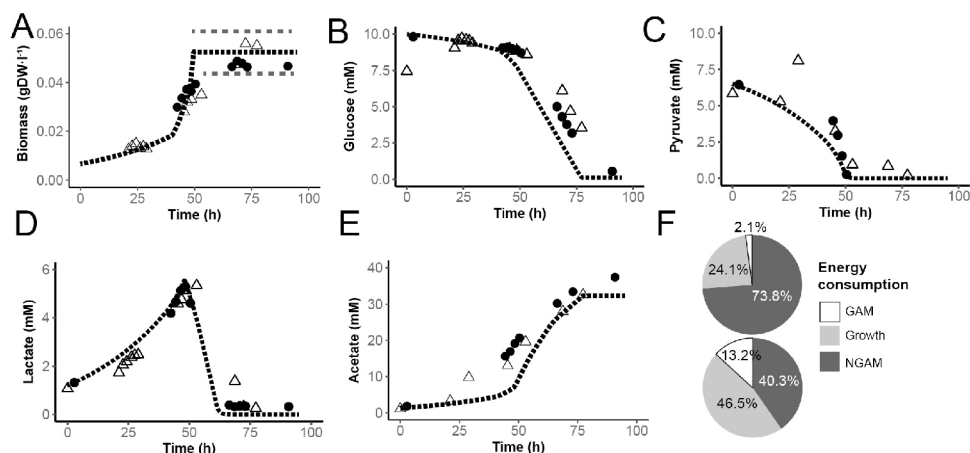 A
Biomass (gDW·l⁻¹)
0.06
0.04
0.02
0.00
0 25 50 75 100
Time (h)
B
Glucose (mM)
10.0
7.5
5.0
2.5
0.0
0 25 50 75 100
Time (h)
C
Pyruvate (mM)
10.0
7.5
5.0
2.5
0.0
0 25 50 75 100
Time (h)
D
Lactate (mM)
6
4
2
0
0 25 50 75 100
Time (h)
E
Acetate (mM)
40
30
20
10
0
0 25 50 75 100
Time (h)
F
2.1%
24.1%
73.8%
13.2%
40.3%
46.5%
Energy
consumption
GAM
Growth
NGAM